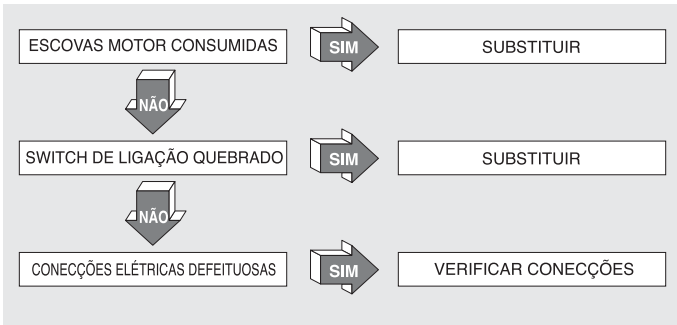 ESCOVAS MOTOR CONSUMIDAS
SIM
SUBSTITUIR
NÃO
SWITCH DE LIGAÇÃO QUEBRADO
SIM
SUBSTITUIR
NÃO
CONECÇÕES ELÉTRICAS DEFEITUOSAS
SIM
VERIFICAR CONECÇÕES